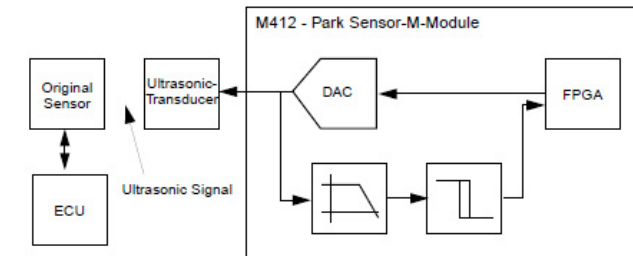 M412 - Park Sensor-M-Module
Original
Sensor
Ultrasonic-
Transducer
DAC
FPGA
Ultrasonic Signal
ECU